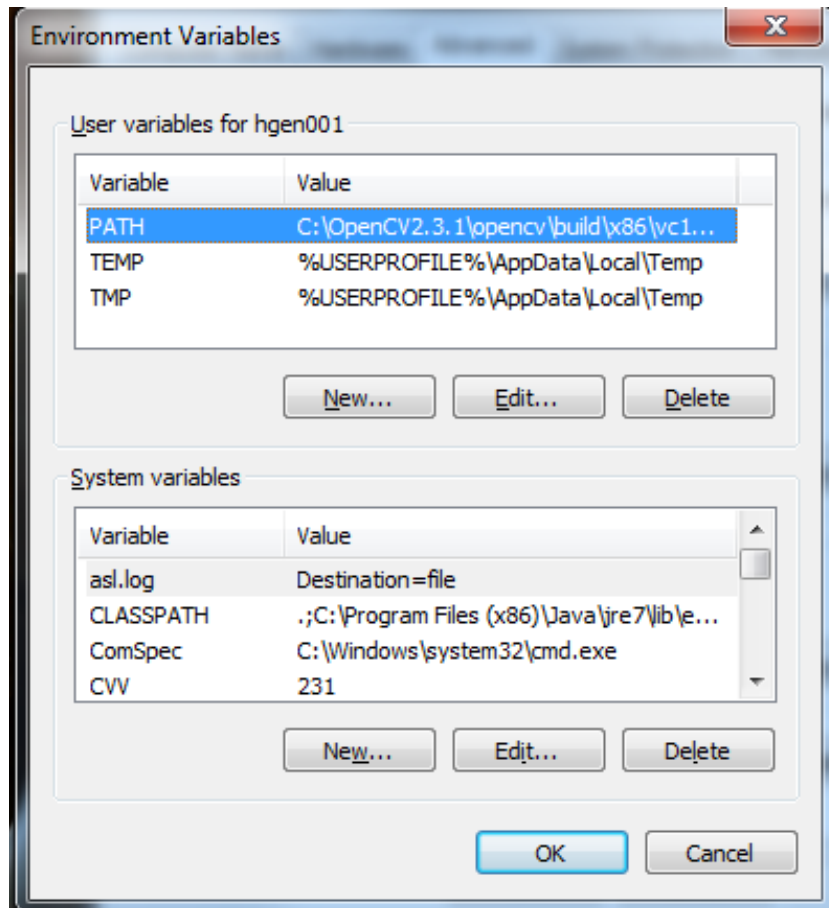 Environment Variables
User variables for hgen001
Variable Value
PATH C:\OpenCV2.3.1\opencv\build\x86\vc1...
TEMP %USERPROFILE%\AppData\Local\Temp
TMP %USERPROFILE%\AppData\Local\Temp
New... Edit... Delete
System variables
Variable Value
asl.log Destination=file
CLASSPATH .;C:\Program Files (x86)\Java\jre7\lib\e...
ComSpec C:\Windows\system32\cmd.exe
CVV 231
New... Edit... Delete
OK Cancel